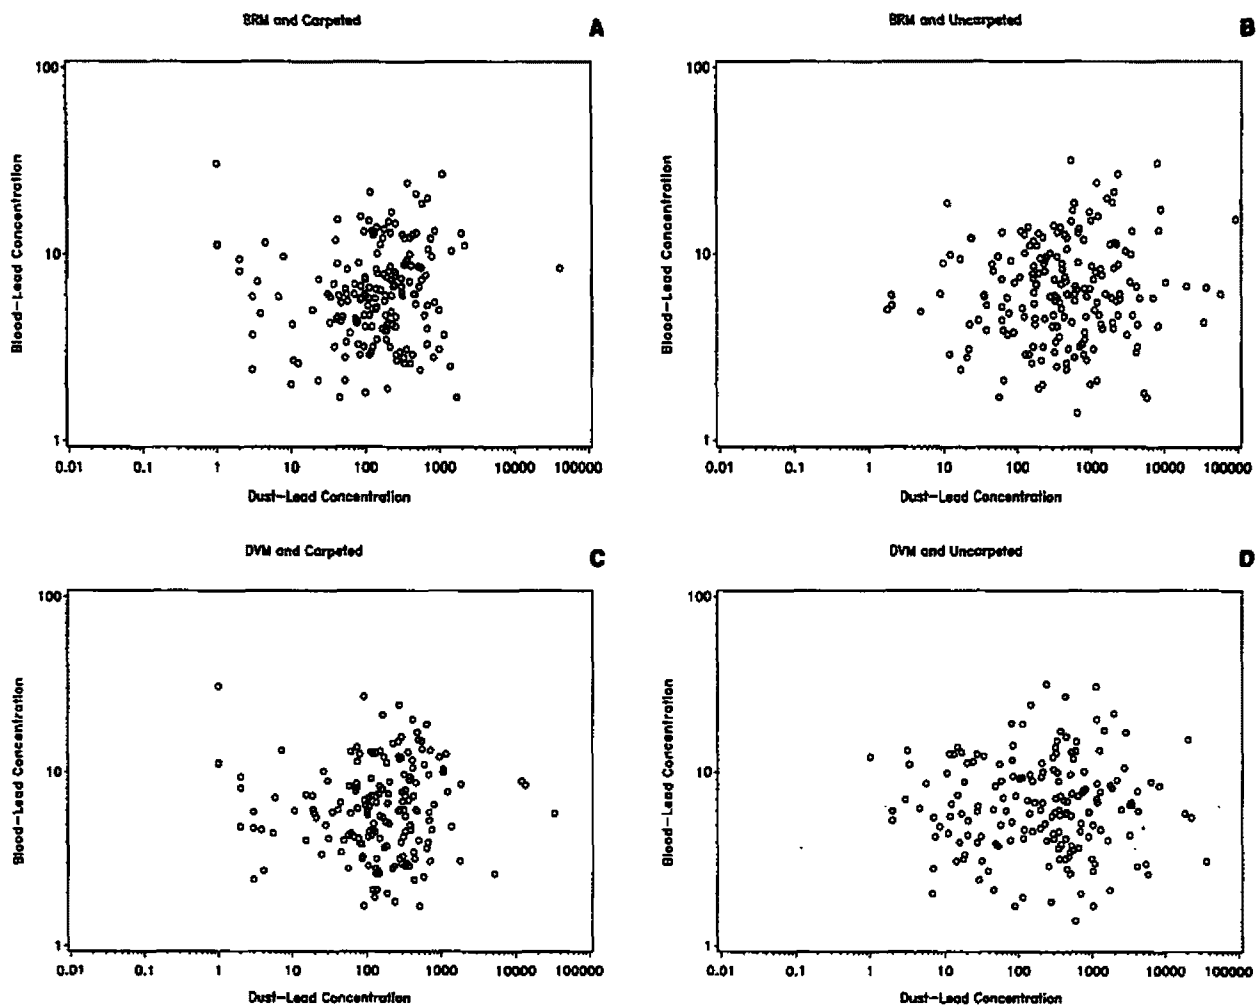 BRM and Carpeted
A
100
10
1
Blood-Lead Concentration
0.01 0.1 1 10 100 1000 10000 100000
Dust-Lead Concentration
BRM and Uncarpeted
B
100
10
1
Blood-Lead Concentration
0.01 0.1 1 10 100 1000 10000 100000
Dust-Lead Concentration
DVM and Carpeted
C
100
10
1
Blood-Lead Concentration
0.01 0.1 1 10 100 1000 10000 100000
Dust-Lead Concentration
DVM and Uncarpeted
D
100
10
1
Blood-Lead Concentration
0.01 0.1 1 10 100 1000 10000 100000
Dust-Lead Concentration